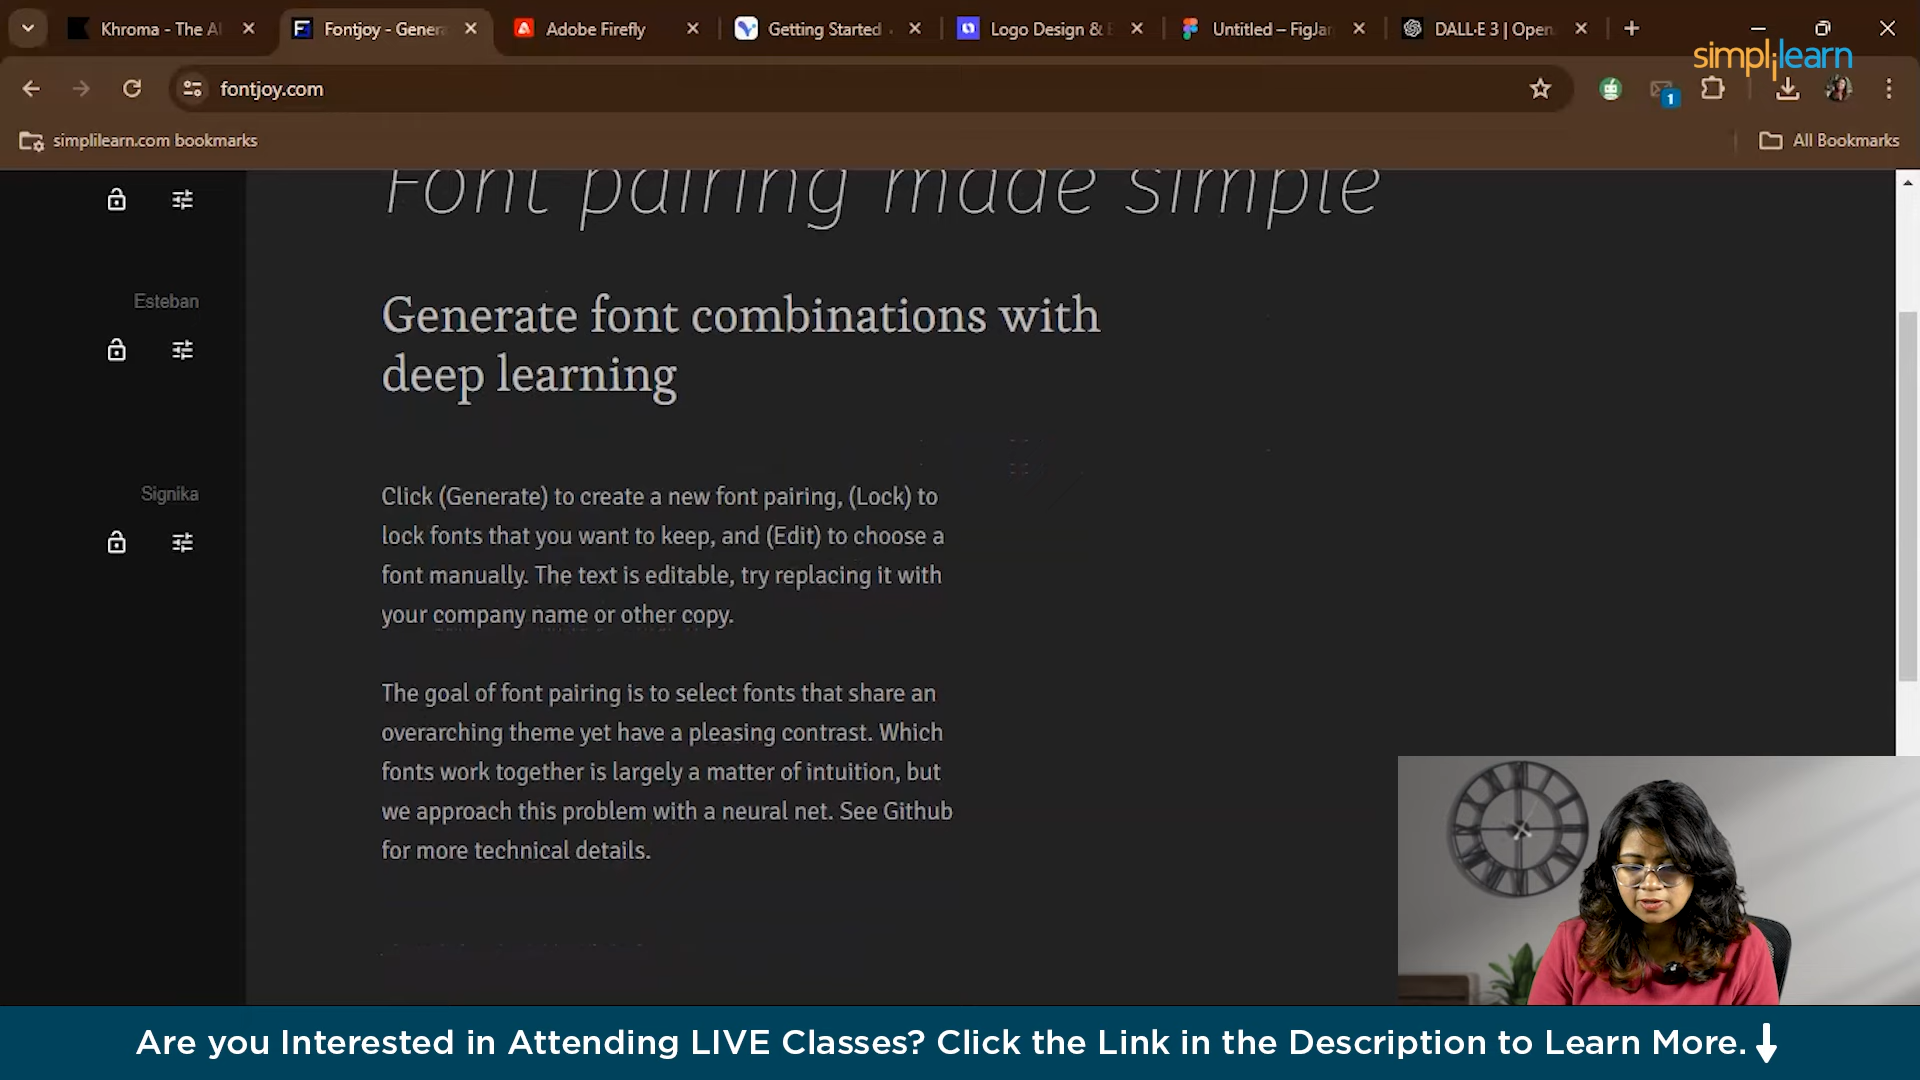 Khroma - The AI
Fontjoy - Genera
Adobe Firefly
Getting Started
Logo Design &
Untitled – FigJar
DALL·E 3 | Open
simplilearn
fontjoy.com
1
simplilearn.com bookmarks
All Bookmarks
Font pairing made simple
Esteban
Generate font combinations with
deep learning
Signika
Click (Generate) to create a new font pairing, (Lock) to
lock fonts that you want to keep, and (Edit) to choose a
font manually. The text is editable, try replacing it with
your company name or other copy.
The goal of font pairing is to select fonts that share an
overarching theme yet have a pleasing contrast. Which
fonts work together is largely a matter of intuition, but
we approach this problem with a neural net. See Github
for more technical details.
Are you Interested in Attending LIVE Classes? Click the Link in the Description to Learn More.